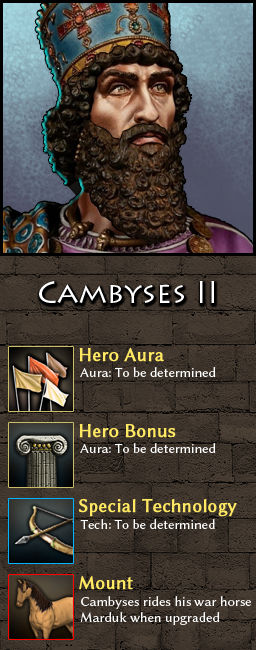 CAMBYSES II
Hero Aura
Aura: To be determined
Hero Bonus
Aura: To be determined
Special Technology
Tech: To be determined
Mount
Cambyses rides his war horse
Marduk when upgraded